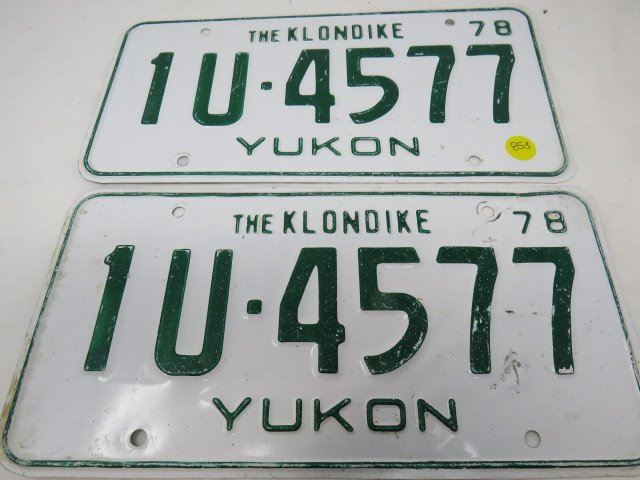 THE KLONDIKE 78
1U·4577
YUKON
853
THE KLONDIKE 78
1U·4577
YUKON